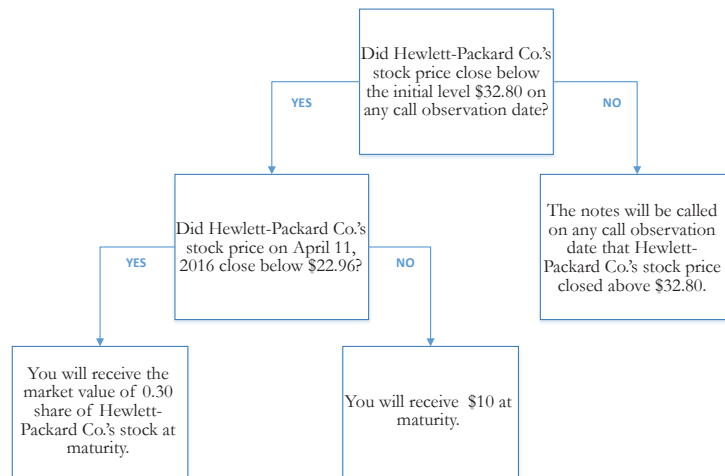 Did Hewlett-Packard Co.'s
stock price close below
the initial level $32.80 on
any call observation date?
YES
NO
Did Hewlett-Packard Co.'s
stock price on April 11,
2016 close below $22.96?
The notes will be called
on any call observation
date that Hewlett-
Packard Co.'s stock price
closed above $32.80.
YES
NO
You will receive the
market value of 0.30
share of Hewlett-
Packard Co.'s stock at
maturity.
You will receive $10 at
maturity.